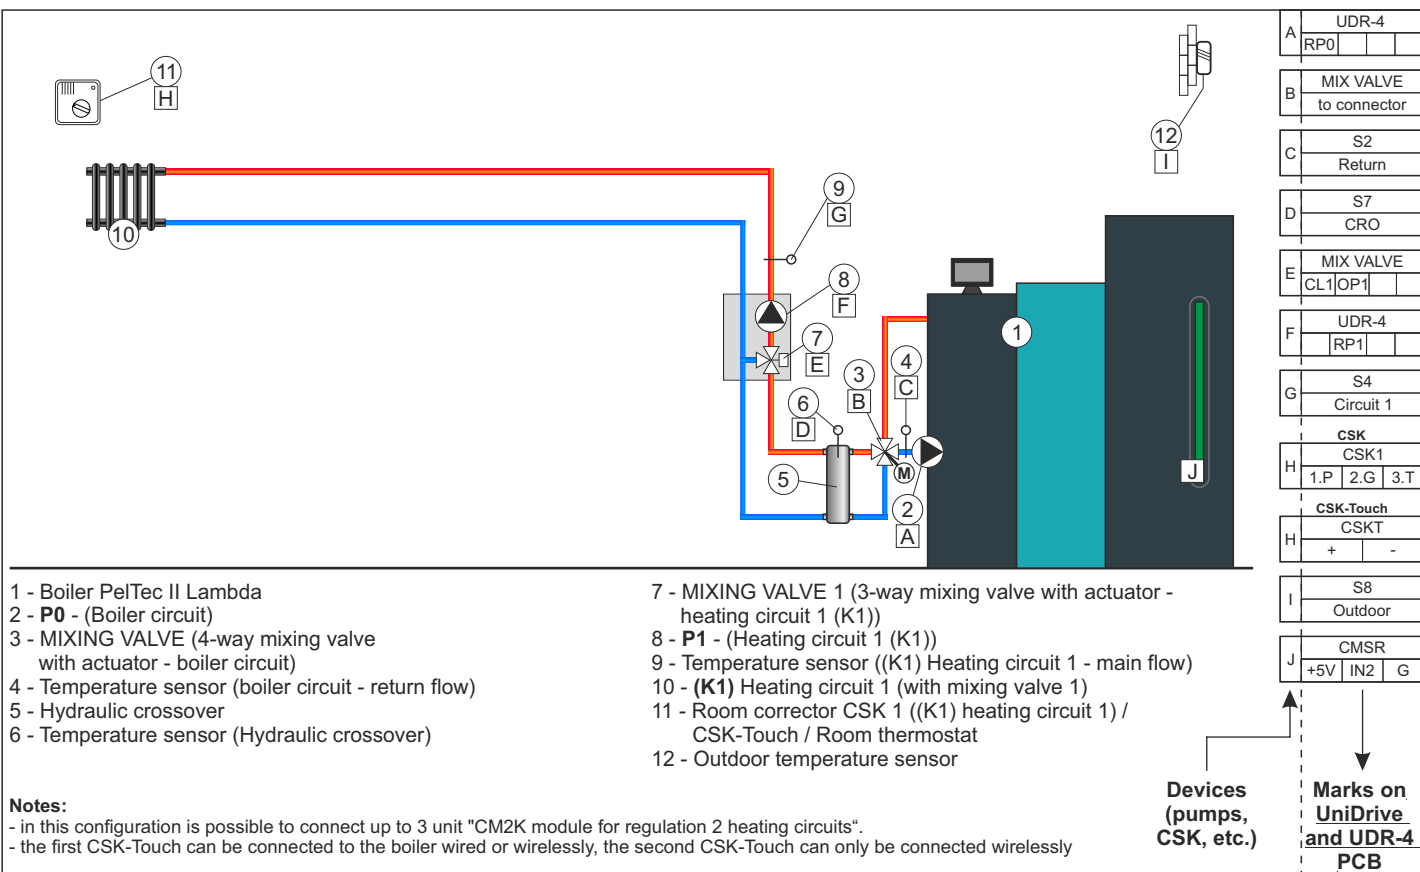 11
H
12
I
9
G
10
8
F
7
E
1
4
C
3
B
6
D
5
M
2
A
J
1 - Boiler PelTec II Lambda
2 - P0 - (Boiler circuit)
3 - MIXING VALVE (4-way mixing valve
with actuator - boiler circuit)
4 - Temperature sensor (boiler circuit - return flow)
5 - Hydraulic crossover
6 - Temperature sensor (Hydraulic crossover)
7 - MIXING VALVE 1 (3-way mixing valve with actuator -
heating circuit 1 (K1))
8 - P1 - (Heating circuit 1 (K1))
9 - Temperature sensor ((K1) Heating circuit 1 - main flow)
10 - (K1) Heating circuit 1 (with mixing valve 1)
11 - Room corrector CSK 1 ((K1) heating circuit 1) /
CSK-Touch / Room thermostat
12 - Outdoor temperature sensor
Notes:
- in this configuration is possible to connect up to 3 unit "CM2K module for regulation 2 heating circuits“.
- the first CSK-Touch can be connected to the boiler wired or wirelessly, the second CSK-Touch can only be connected wirelessly
A
UDR-4
RP0
B
MIX VALVE
to connector
C
S2
Return
D
S7
CRO
E
MIX VALVE
CL1 OP1
F
UDR-4
RP1
G
S4
Circuit 1
CSK
H
CSK1
1.P 2.G 3.T
CSK-Touch
H
CSKT
+ -
I
S8
Outdoor
J
CMSR
+5V IN2 G
Devices
(pumps,
CSK, etc.)
Marks on
UniDrive
and UDR-4
PCB